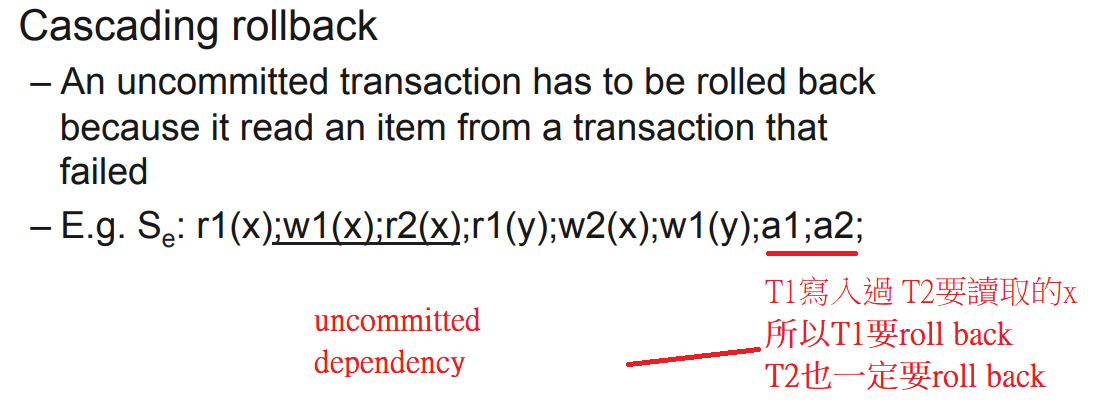 Cascading rollback
– An uncommitted transaction has to be rolled back
because it read an item from a transaction that
failed
– E.g. Se: r1(x);w1(x);r2(x);r1(y);w2(x);w1(y);a1;a2;
uncommitted
dependency
T1寫入過 T2要讀取的x
所以T1要roll back
T2也一定要roll back